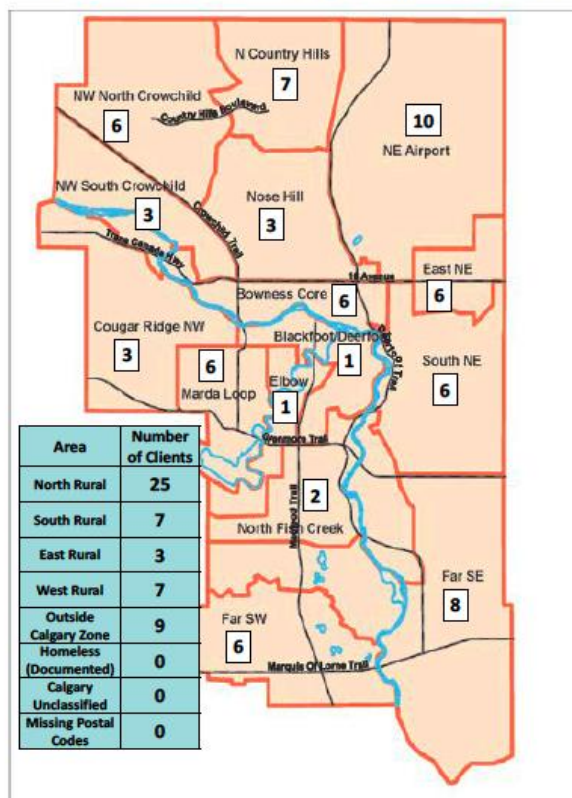 N Country Hills
7
NW North Crowchild
6
Country Hills Boulevard
10
NE Airport
NW South Crowchild
3
Nose Hill
3
Crowchild Trail
Trans Canada Hwy
16 Avenue
East NE
6
Bowness Core
6
Cougar Ridge NW
3
Blackfoot/Deerfoot
1
Deerfoot Trail
South NE
6
6
Marda Loop
Elbow
1
Glenmore Trail
2
North Fish Creek
Macleod Trail
Far SE
8
Far SW
6
Marquis Of Lorne Trail
Area
Number
of Clients
North Rural 25
South Rural 7
East Rural 3
West Rural 7
Outside
Calgary Zone 9
Homeless
(Documented) 0
Calgary
Unclassified 0
Missing Postal
Codes 0